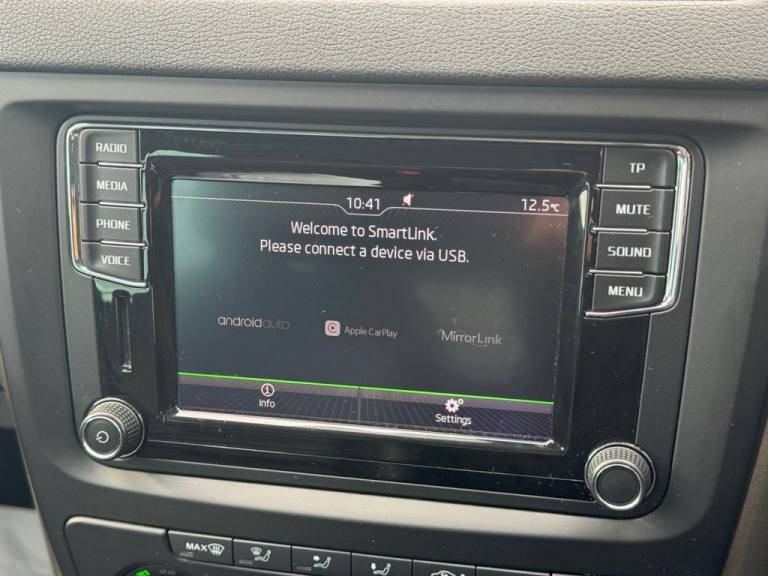 RADIO
MEDIA
PHONE
VOICE
10:41
12.5℃
Welcome to SmartLink.
Please connect a device via USB.
androidauto
Apple CarPlay
MirrorLink
Info
Settings
TP
MUTE
SOUND
MENU
MAX